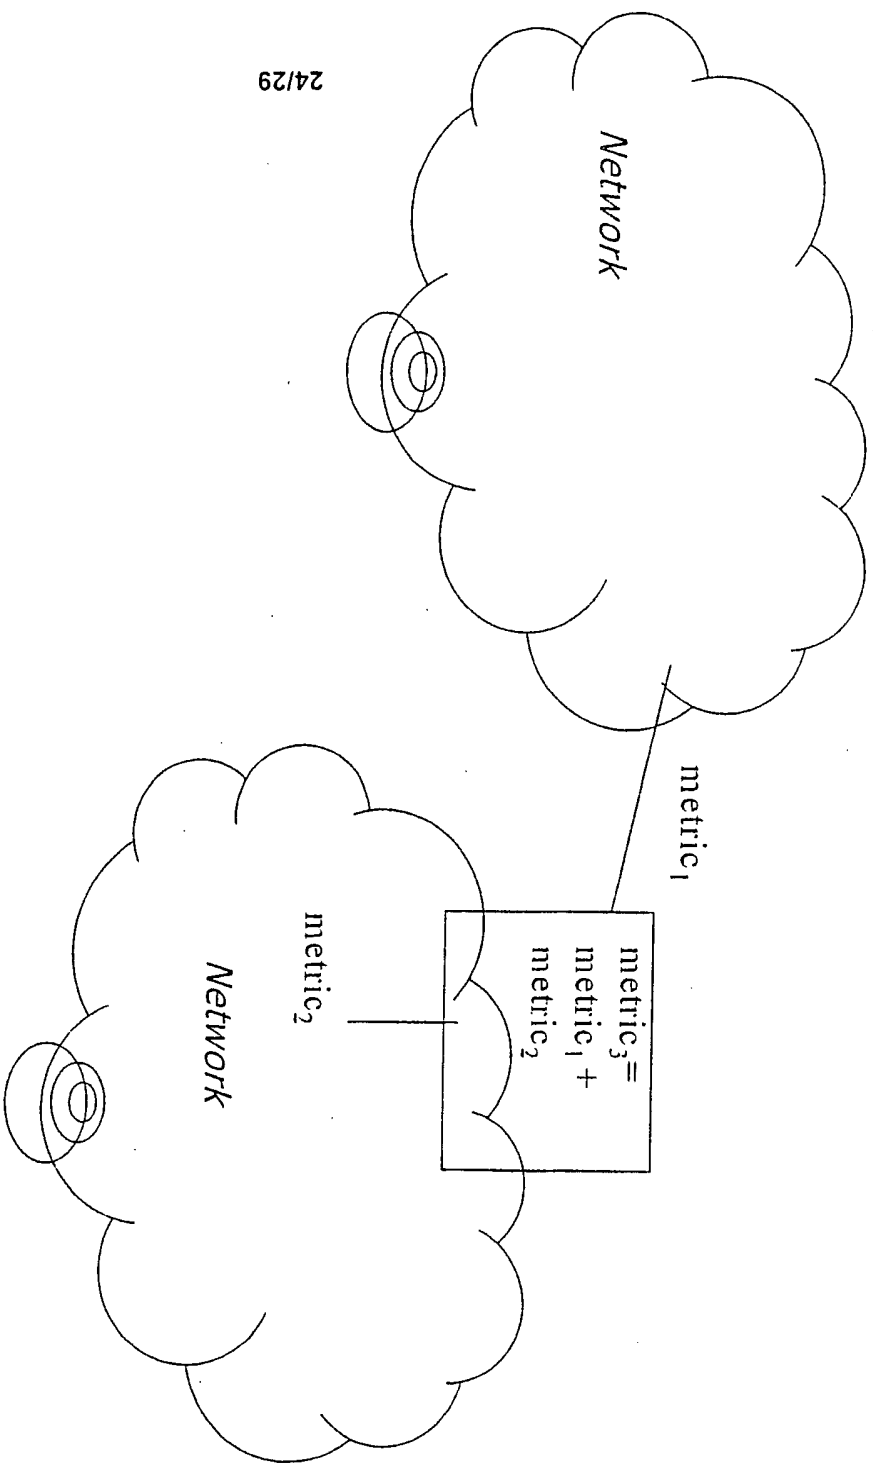 24/29
Network
metric₁
metric₃=
metric₁ +
metric₂
metric₂
Network